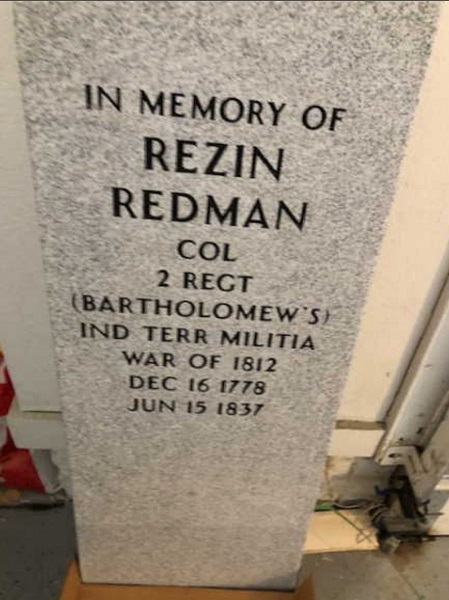 IN MEMORY OF
REZIN
REDMAN
COL
2 REGT
(BARTHOLOMEW'S)
IND TERR MILITIA
WAR OF 1812
DEC 16 1778
JUN 15 1837